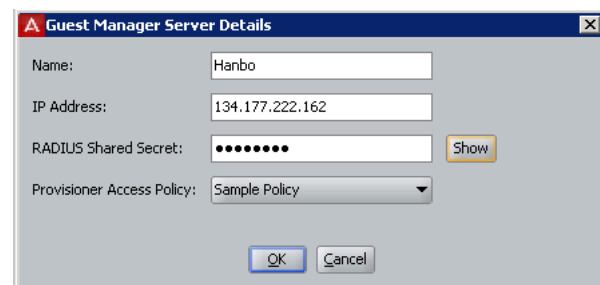 Guest Manager Server Details
Name: Hanbo
IP Address: 134.177.222.162
RADIUS Shared Secret: ●●●●●●●● Show
Provisioner Access Policy: Sample Policy
OK Cancel